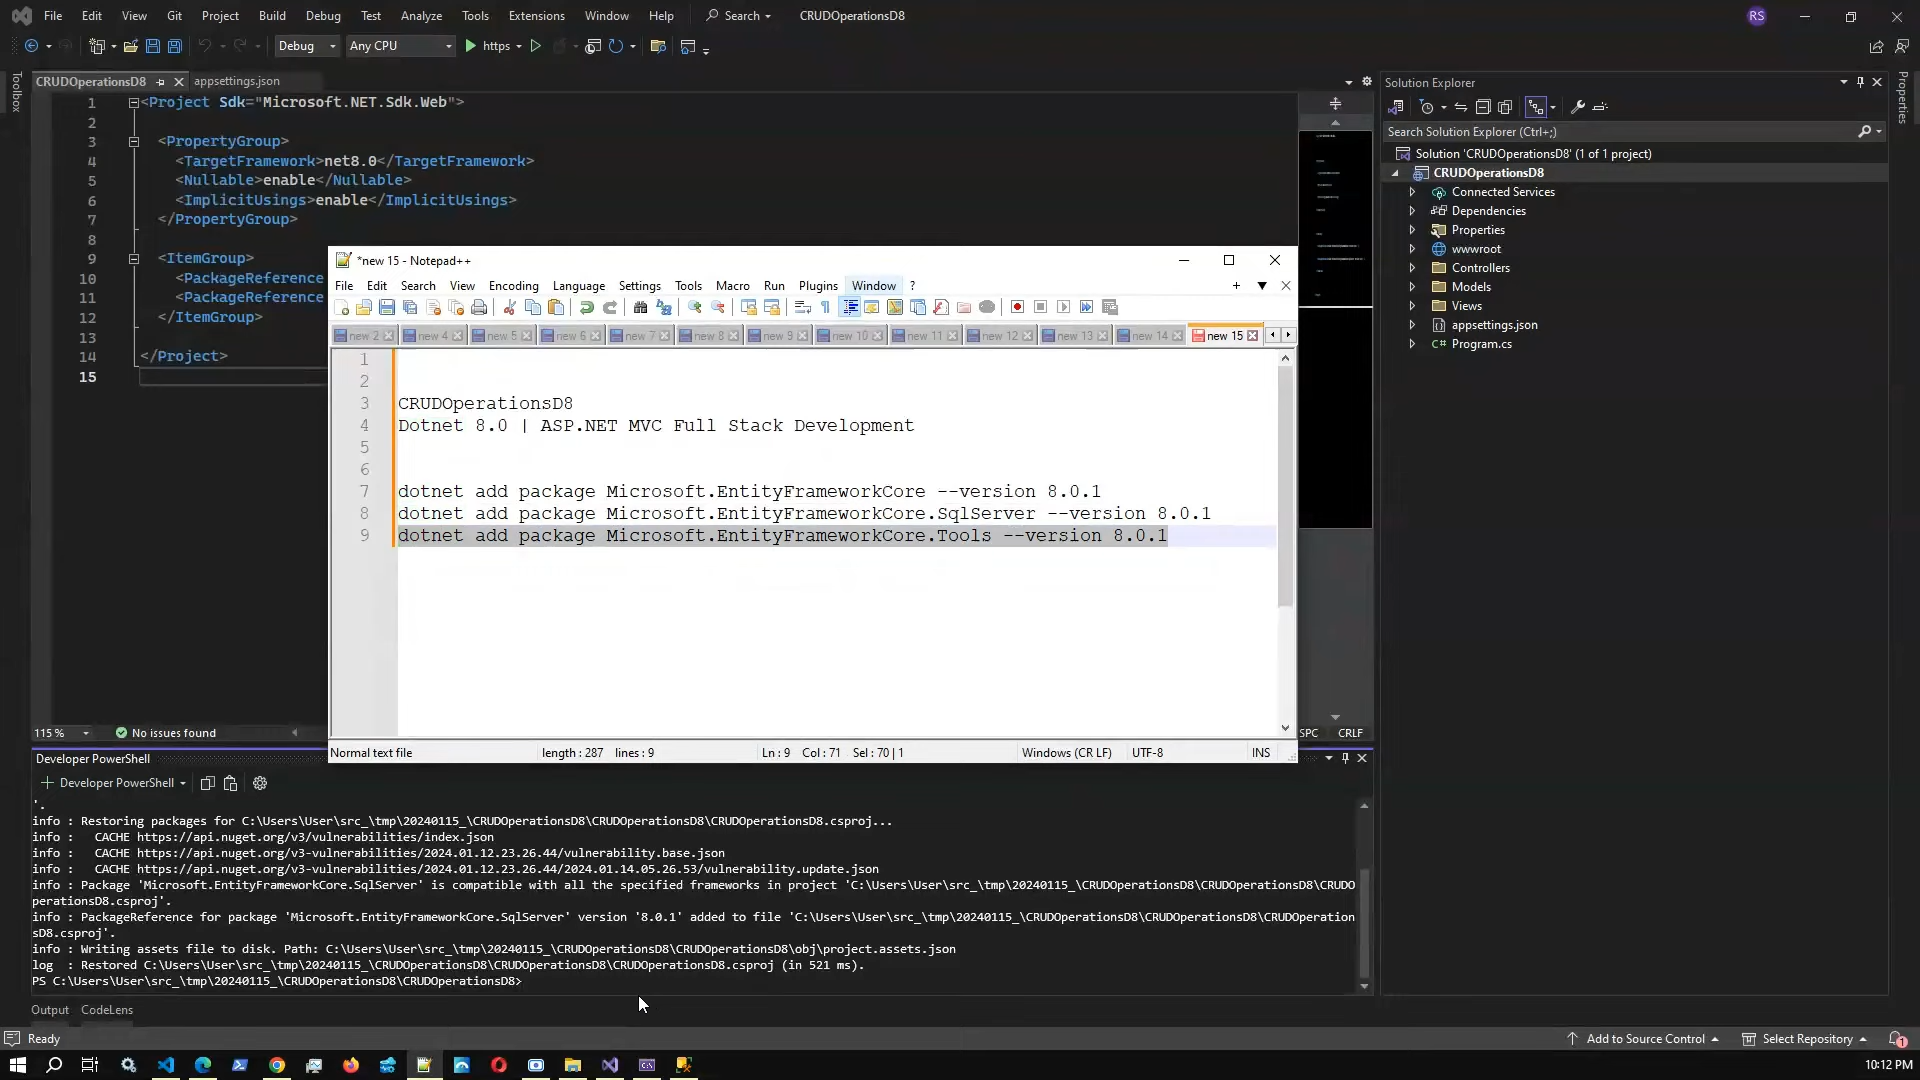 File Edit View Git Project Build Debug Test Analyze Tools Extensions Window Help Search CRUDOperationsD8 RS
Debug Any CPU https
CRUDOperationsD8 appsettings.json
Toolbox
1 <Project Sdk="Microsoft.NET.Sdk.Web">
2
3 <PropertyGroup>
4 <TargetFramework>net8.0</TargetFramework>
5 <Nullable>enable</Nullable>
6 <ImplicitUsings>enable</ImplicitUsings>
7 </PropertyGroup>
8
9 <ItemGroup>
10 <PackageReference
11 <PackageReference
12 </ItemGroup>
13
14 </Project>
15
115 % No issues found
SPC CRLF
*new 15 - Notepad++
File Edit Search View Encoding Language Settings Tools Macro Run Plugins Window ?
new 2 new 4 new 5 new 6 new 7 new 8 new 9 new 10 new 11 new 12 new 13 new 14 new 15
1
2
3 CRUDOperationsD8
4 Dotnet 8.0 | ASP.NET MVC Full Stack Development
5
6
7 dotnet add package Microsoft.EntityFrameworkCore --version 8.0.1
8 dotnet add package Microsoft.EntityFrameworkCore.SqlServer --version 8.0.1
9 dotnet add package Microsoft.EntityFrameworkCore.Tools --version 8.0.1
Normal text file length : 287 lines : 9 Ln : 9 Col : 71 Sel : 70 | 1 Windows (CR LF) UTF-8 INS
Solution Explorer
Search Solution Explorer (Ctrl+;)
Solution 'CRUDOperationsD8' (1 of 1 project)
CRUDOperationsD8
Connected Services
Dependencies
Properties
wwwroot
Controllers
Models
Views
appsettings.json
C# Program.cs
Properties
Developer PowerShell
+ Developer PowerShell
'.
info : Restoring packages for C:\Users\User\src_\tmp\20240115_\CRUDOperationsD8\CRUDOperationsD8\CRUDOperationsD8.csproj...
info : CACHE https://api.nuget.org/v3/vulnerabilities/index.json
info : CACHE https://api.nuget.org/v3-vulnerabilities/2024.01.12.23.26.44/vulnerability.base.json
info : CACHE https://api.nuget.org/v3-vulnerabilities/2024.01.12.23.26.44/2024.01.14.05.26.53/vulnerability.update.json
info : Package 'Microsoft.EntityFrameworkCore.SqlServer' is compatible with all the specified frameworks in project 'C:\Users\User\src_\tmp\20240115_\CRUDOperationsD8\CRUDOperationsD8\CRUDO
perationsD8.csproj'.
info : PackageReference for package 'Microsoft.EntityFrameworkCore.SqlServer' version '8.0.1' added to file 'C:\Users\User\src_\tmp\20240115_\CRUDOperationsD8\CRUDOperationsD8\CRUDOperation
sD8.csproj'.
info : Writing assets file to disk. Path: C:\Users\User\src_\tmp\20240115_\CRUDOperationsD8\CRUDOperationsD8\obj\project.assets.json
log : Restored C:\Users\User\src_\tmp\20240115_\CRUDOperationsD8\CRUDOperationsD8\CRUDOperationsD8.csproj (in 521 ms).
PS C:\Users\User\src_\tmp\20240115_\CRUDOperationsD8\CRUDOperationsD8>
Output CodeLens
Ready Add to Source Control Select Repository 1
10:12 PM